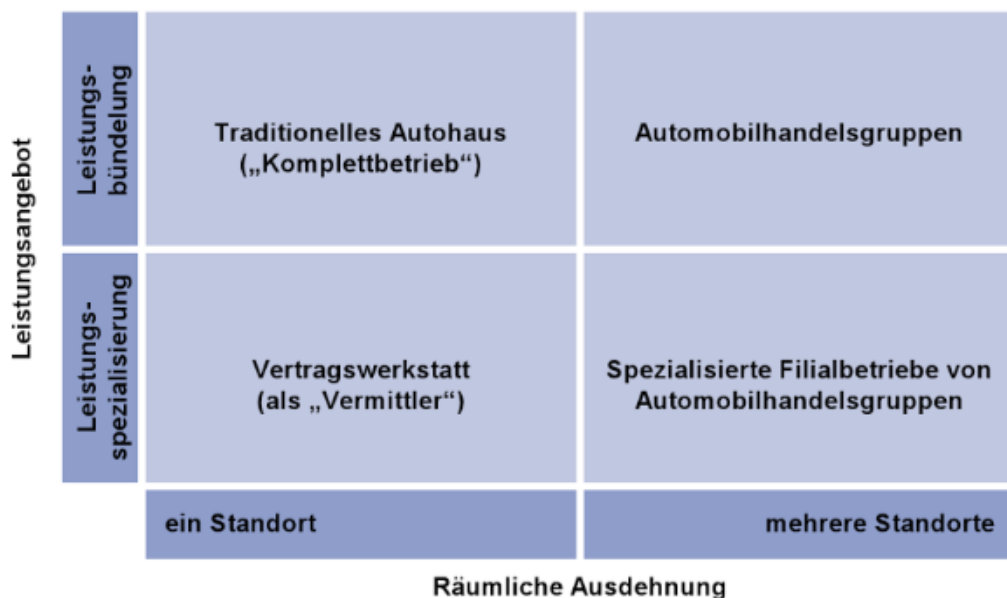 Leistungsangebot
Leistungs-
bündelung
Traditionelles Autohaus
(„Komplettbetrieb“)
Automobilhandelsgruppen
Leistungs-
spezialisierung
Vertragswerkstatt
(als „Vermittler“)
Spezialisierte Filialbetriebe von
Automobilhandelsgruppen
ein Standort
mehrere Standorte
Räumliche Ausdehnung